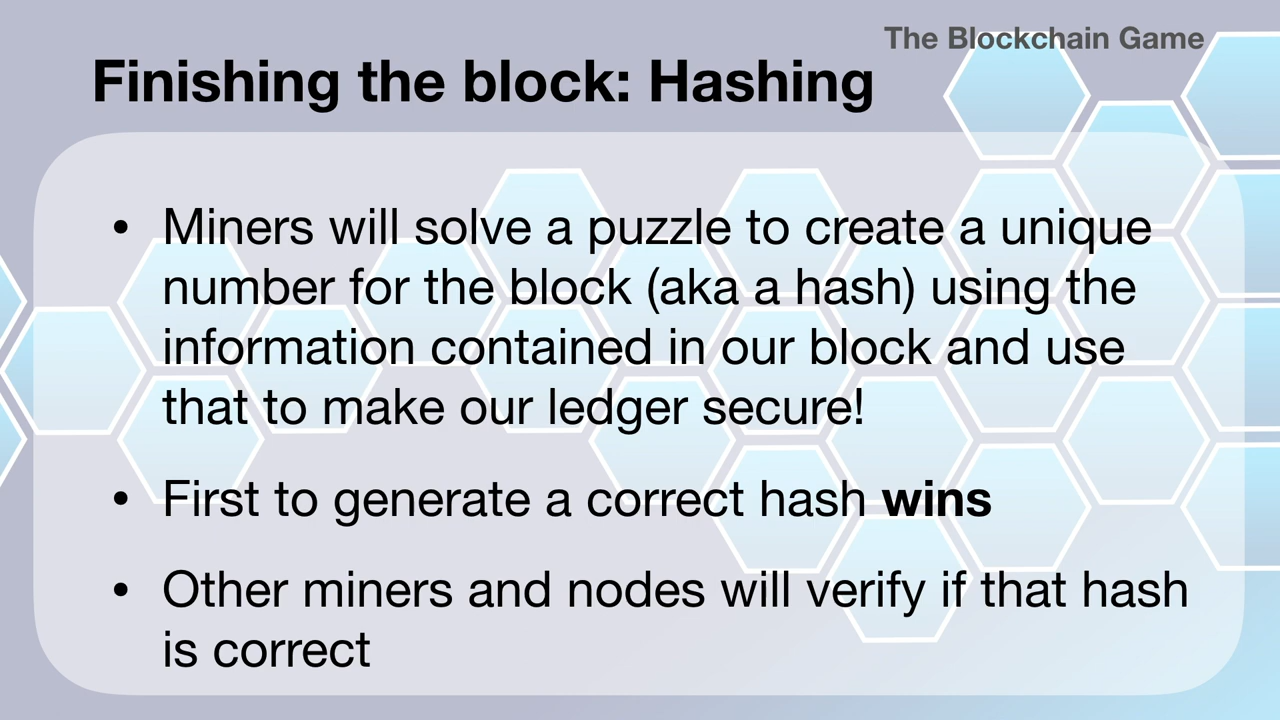 The Blockchain Game
Finishing the block: Hashing
• Miners will solve a puzzle to create a unique
number for the block (aka a hash) using the
information contained in our block and use
that to make our ledger secure!
• First to generate a correct hash wins
• Other miners and nodes will verify if that hash
is correct